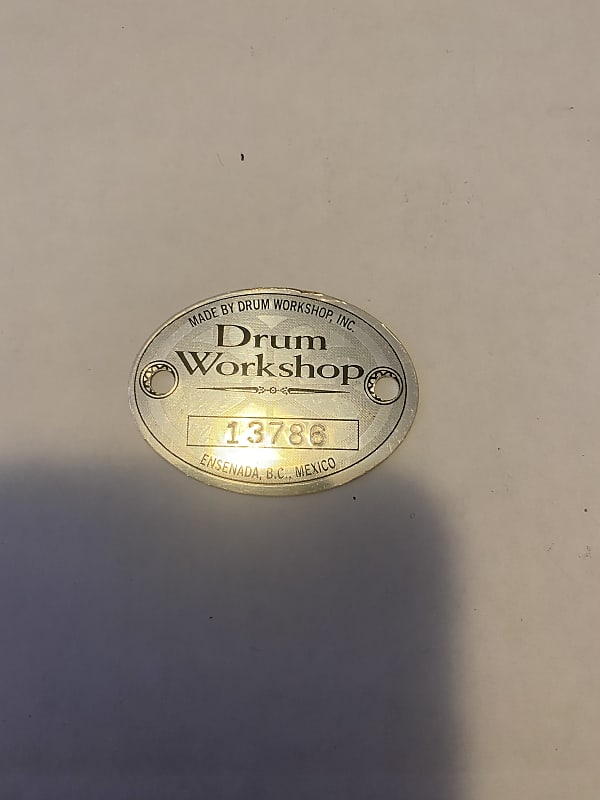 MADE BY DRUM WORKSHOP, INC.
Drum
Workshop
13786
ENSENADA, B.C., MEXICO